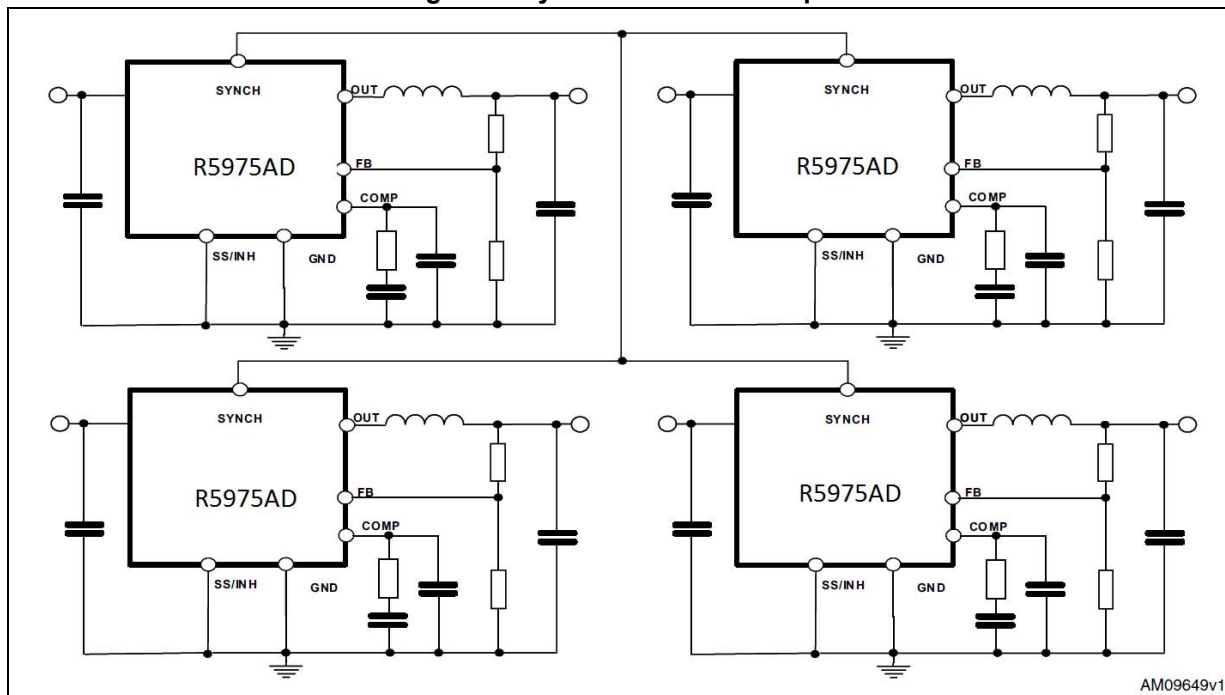 SYNCH
OUT
R5975AD
FB
COMP
SS/INH
GND
SYNCH
OUT
R5975AD
FB
COMP
SS/INH
GND
SYNCH
OUT
R5975AD
FB
COMP
SS/INH
GND
SYNCH
OUT
R5975AD
FB
COMP
SS/INH
GND
AM09649v1